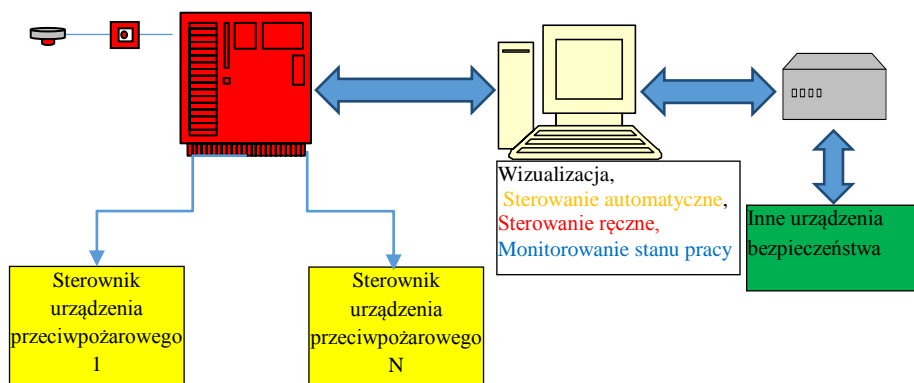 Wizualizacja,
Sterowanie automatyczne,
Sterowanie ręczne,
Monitorowanie stanu pracy
Inne urządzenia
bezpieczeństwa
Sterownik
urządzenia
przeciwpożarowego
1
Sterownik
urządzenia
przeciwpożarowego
N